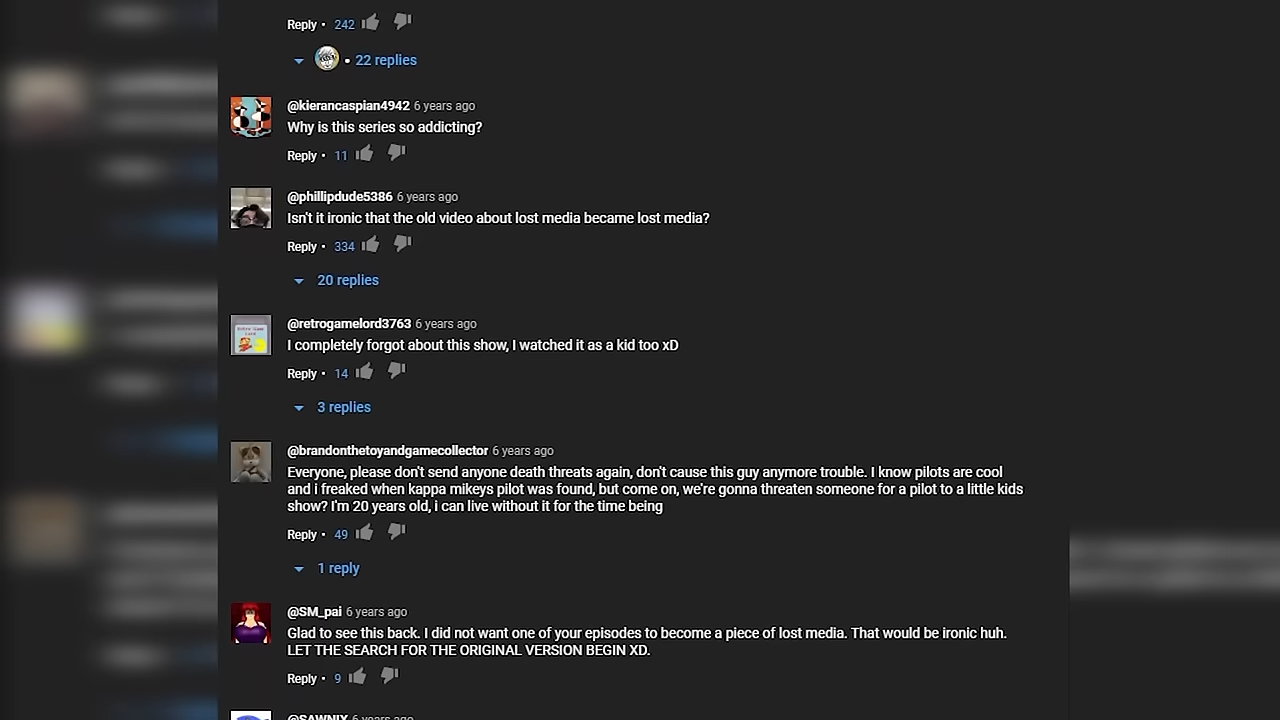 Reply • 242
• 22 replies
@kierancaspian4942 6 years ago
Why is this series so addicting?
Reply • 11
@phillipdude5386 6 years ago
Isn't it ironic that the old video about lost media became lost media?
Reply • 334
20 replies
@retrogamelord3763 6 years ago
I completely forgot about this show, I watched it as a kid too xD
Reply • 14
3 replies
@brandonthetoyandgamecollector 6 years ago
Everyone, please don't send anyone death threats again, don't cause this guy anymore trouble. I know pilots are cool
and i freaked when kappa mikeys pilot was found, but come on, we're gonna threaten someone for a pilot to a little kids
show? I'm 20 years old, i can live without it for the time being
Reply • 49
1 reply
@SM_pai 6 years ago
Glad to see this back. I did not want one of your episodes to become a piece of lost media. That would be ironic huh.
LET THE SEARCH FOR THE ORIGINAL VERSION BEGIN XD.
Reply • 9
@SAWNIX 6 years ago